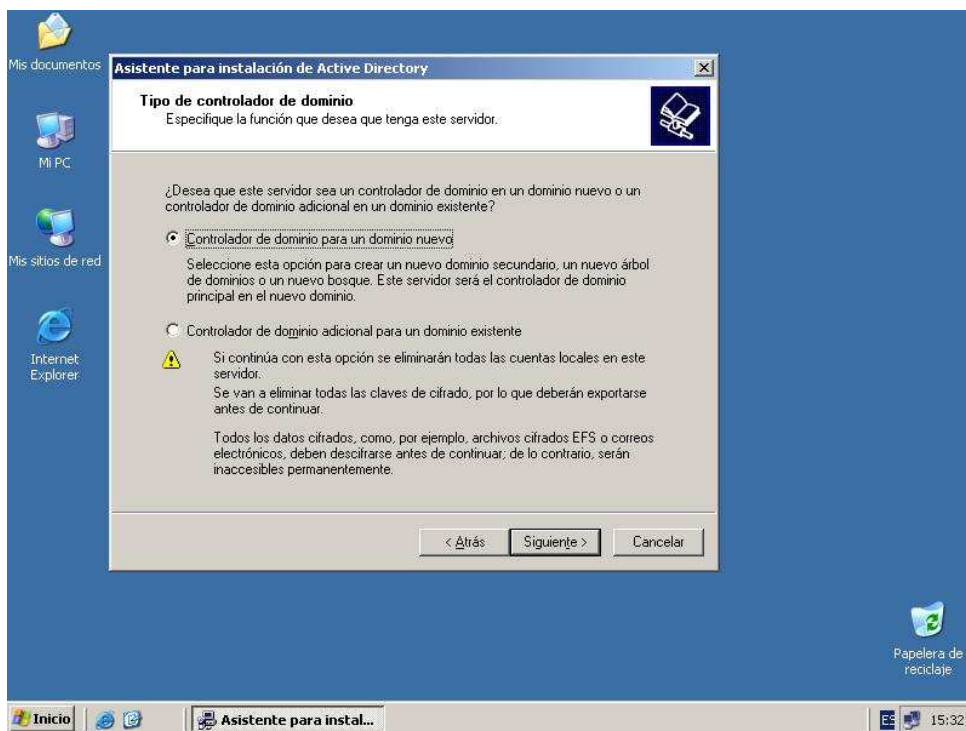 Mis documentos
Mi PC
Mis sitios de red
Internet
Explorer
Asistente para instalación de Active Directory
Tipo de controlador de dominio
Especifique la función que desea que tenga este servidor.
¿Desea que este servidor sea un controlador de dominio en un dominio nuevo o un
controlador de dominio adicional en un dominio existente?
Controlador de dominio para un dominio nuevo
Seleccione esta opción para crear un nuevo dominio secundario, un nuevo árbol
de dominios o un nuevo bosque. Este servidor será el controlador de dominio
principal en el nuevo dominio.
Controlador de dominio adicional para un dominio existente
Si continúa con esta opción se eliminarán todas las cuentas locales en este
servidor.
Se van a eliminar todas las claves de cifrado, por lo que deberán exportarse
antes de continuar.
Todos los datos cifrados, como, por ejemplo, archivos cifrados EFS o correos
electrónicos, deben descifrarse antes de continuar; de lo contrario, serán
inaccesibles permanentemente.
< Atrás
Siguiente >
Cancelar
Papelera de
reciclaje
Inicio
Asistente para instal...
ES
15:32